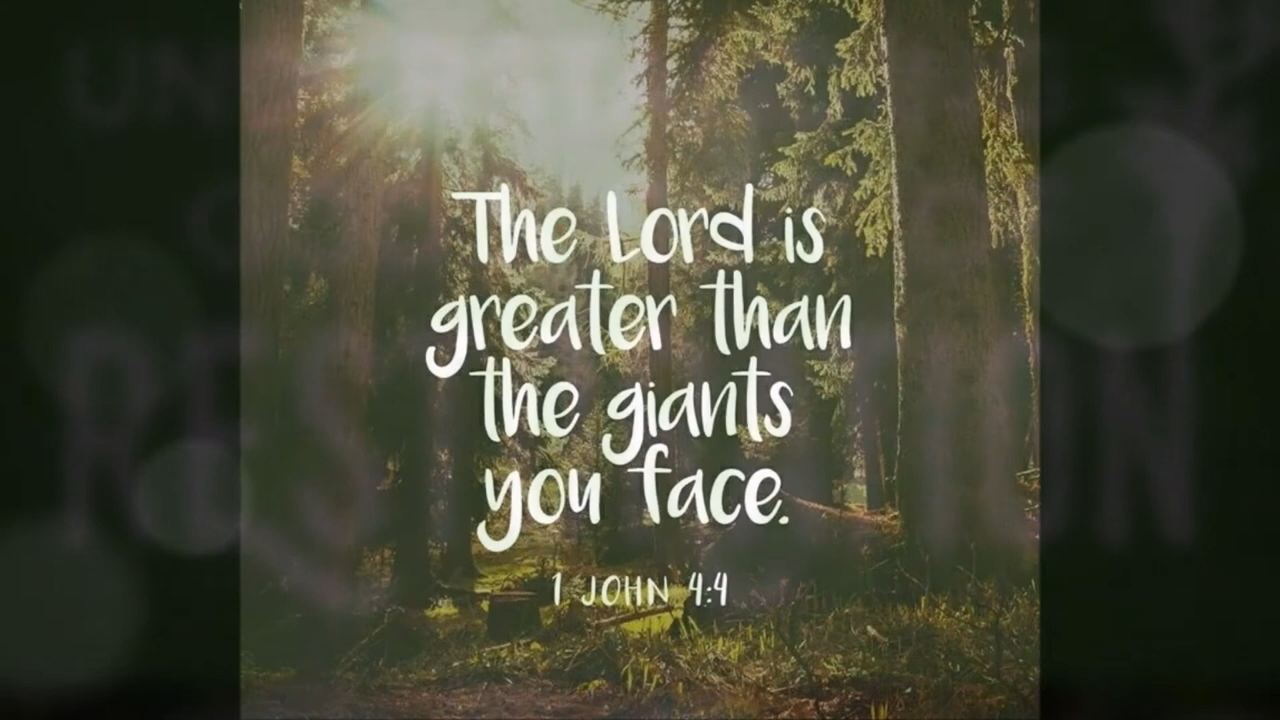 The Lord is
greater than
the giants
you face.
1 JOHN 4:4